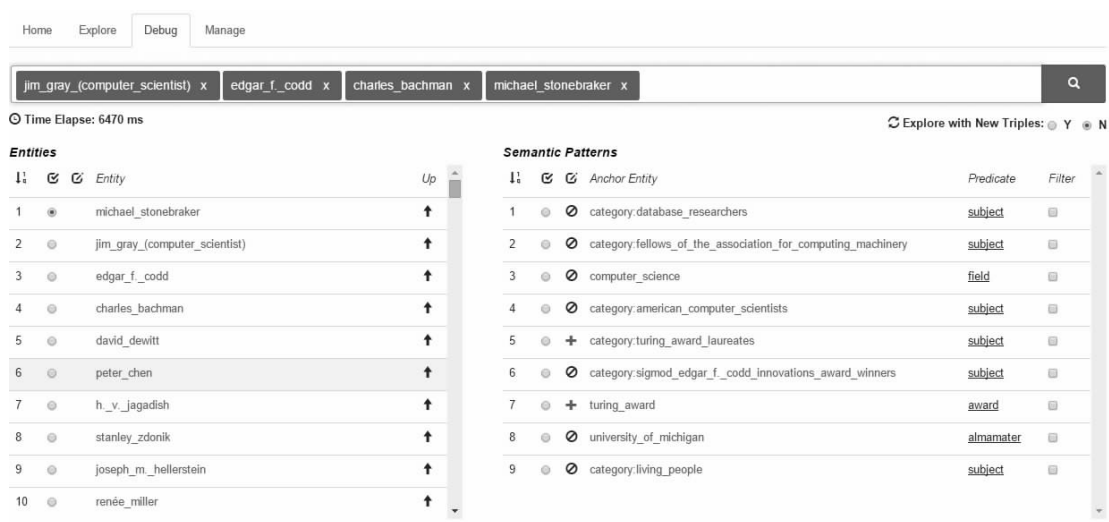 Home Explore Debug Manage
jim_gray_(computer_scientist) x edgar_f._codd x charles_bachman x michael_stonebraker x
Time Elapse: 6470 ms
Explore with New Triples: Y N
Entities
Entity Up
1 michael_stonebraker
2 jim_gray_(computer_scientist)
3 edgar_f._codd
4 charles_bachman
5 david_dewitt
6 peter_chen
7 h._v._jagadish
8 stanley_zdonik
9 joseph_m._hellerstein
10 renée_miller
Semantic Patterns
Anchor Entity Predicate Filter
1 category:database_researchers subject
2 category:fellows_of_the_association_for_computing_machinery subject
3 computer_science field
4 category:american_computer_scientists subject
5 category:turing_award_laureates subject
6 category:sigmod_edgar_f._codd_innovations_award_winners subject
7 turing_award award
8 university_of_michigan almamater
9 category:living_people subject